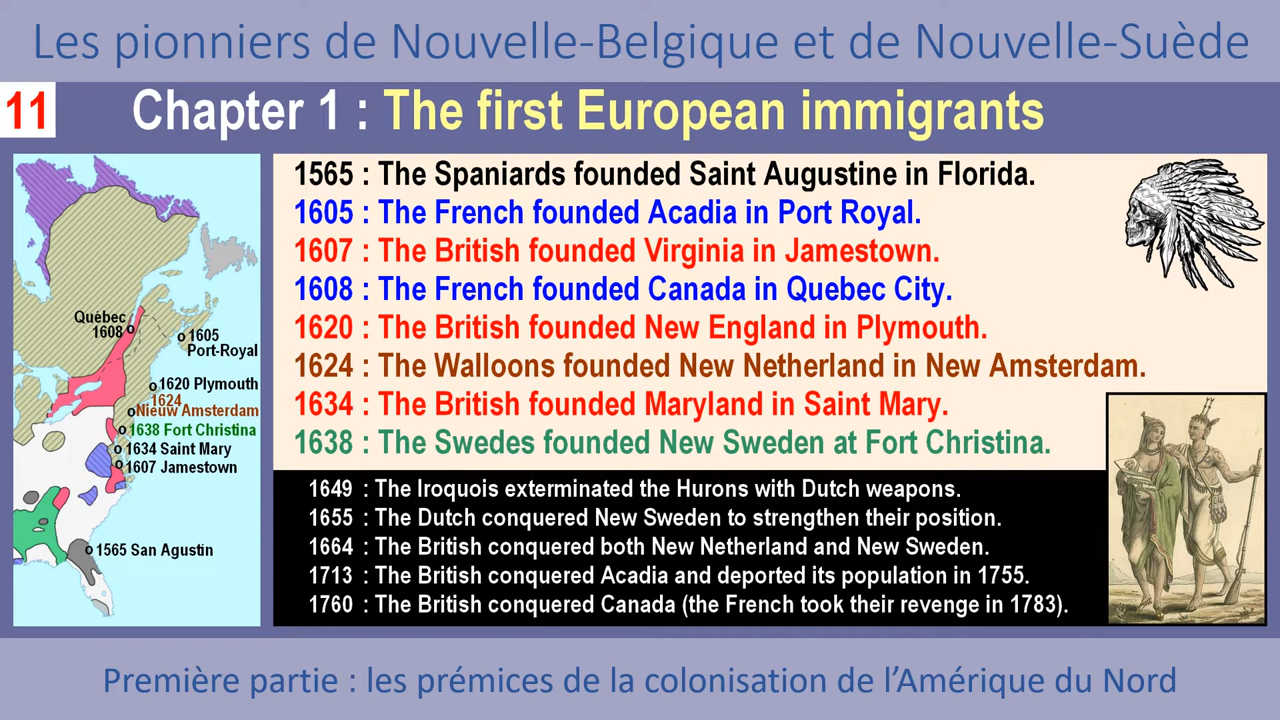 Les pionniers de Nouvelle-Belgique et de Nouvelle-Suède
11
Chapter 1 : The first European immigrants
1565 : The Spaniards founded Saint Augustine in Florida.
1605 : The French founded Acadia in Port Royal.
1607 : The British founded Virginia in Jamestown.
1608 : The French founded Canada in Quebec City.
1620 : The British founded New England in Plymouth.
1624 : The Walloons founded New Netherland in New Amsterdam.
1634 : The British founded Maryland in Saint Mary.
1638 : The Swedes founded New Sweden at Fort Christina.
1649 : The Iroquois exterminated the Hurons with Dutch weapons.
1655 : The Dutch conquered New Sweden to strengthen their position.
1664 : The British conquered both New Netherland and New Sweden.
1713 : The British conquered Acadia and deported its population in 1755.
1760 : The British conquered Canada (the French took their revenge in 1783).
Québec
1608
1605
Port-Royal
1620 Plymouth
1624
Nieuw Amsterdam
1638 Fort Christina
1634 Saint Mary
1607 Jamestown
1565 San Agustin
Première partie : les prémices de la colonisation de l’Amérique du Nord